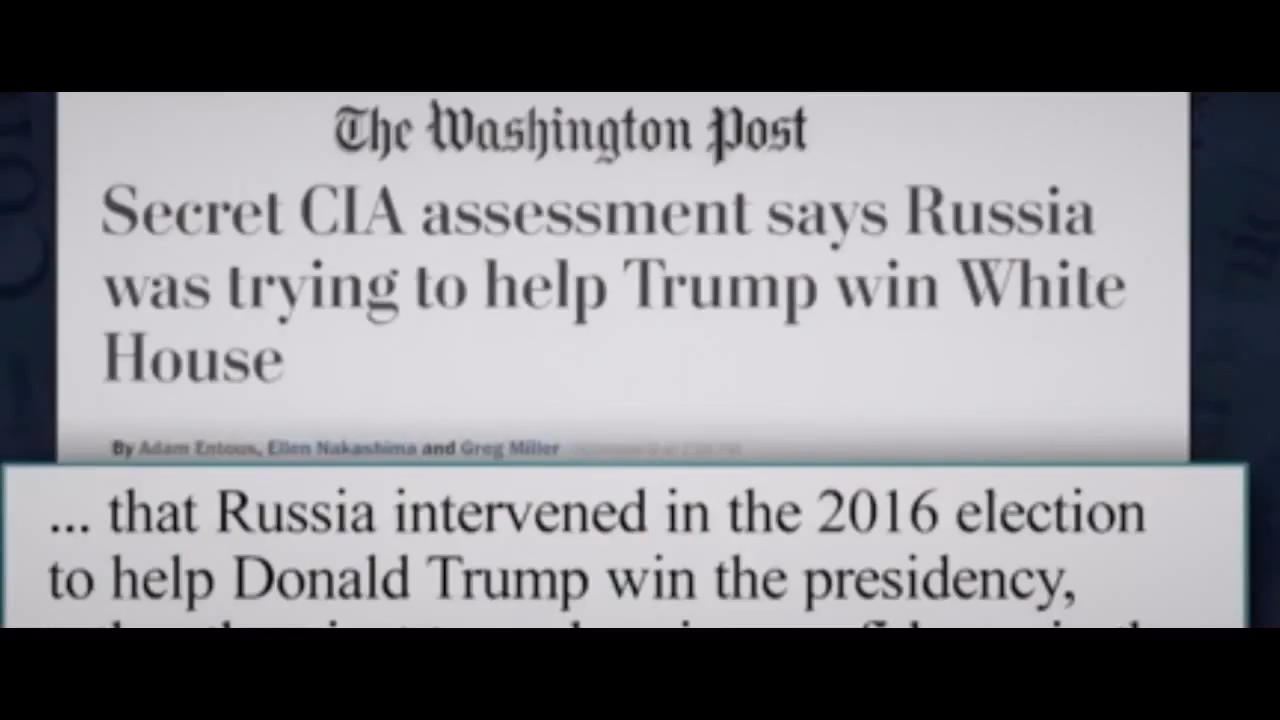 The Washington Post
Secret CIA assessment says Russia
was trying to help Trump win White
House
By Adam Entous, Ellen Nakashima and Greg Miller
... that Russia intervened in the 2016 election
to help Donald Trump win the presidency,